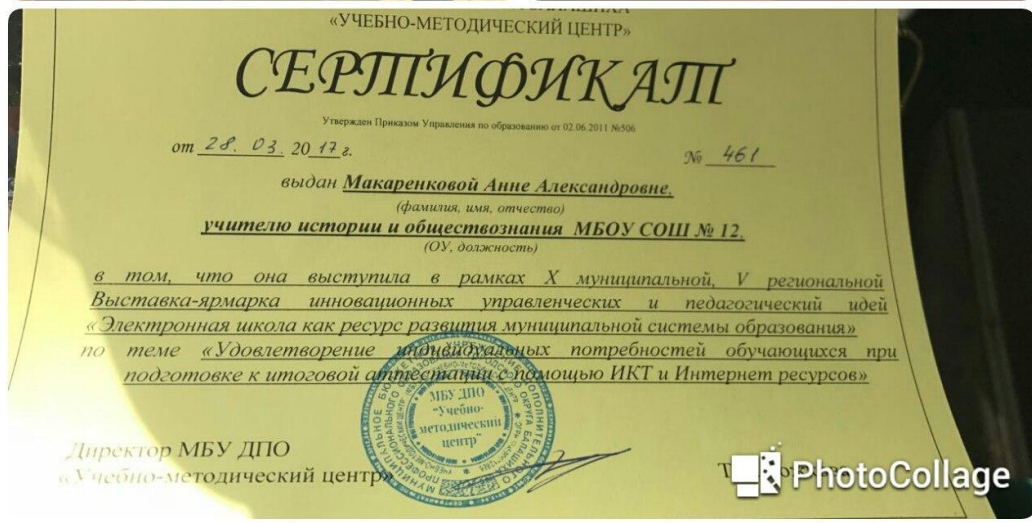 «УЧЕБНО-МЕТОДИЧЕСКИЙ ЦЕНТР»
СЕРТИФИКАТ
Утвержден Приказом Управления по образованию от 02.06.2011 №506
от 28. 03. 20 17 г.
№ 461
выдан Макаренковой Анне Александровне,
(фамилия, имя, отчество)
учителю истории и обществознания МБОУ СОШ № 12,
(ОУ, должность)
в том, что она выступила в рамках X муниципальной, V региональной
Выставка-ярмарка инновационных управленческих и педагогический идей
«Электронная школа как ресурс развития муниципальной системы образования»
по теме «Удовлетворение индивидуальных потребностей обучающихся при
подготовке к итоговой аттестации с помощью ИКТ и Интернет ресурсов»
МБУ ДПО
"Учебно-
методический
центр"
Директор МБУ ДПО
«Учебно-методический центр»
PhotoCollage